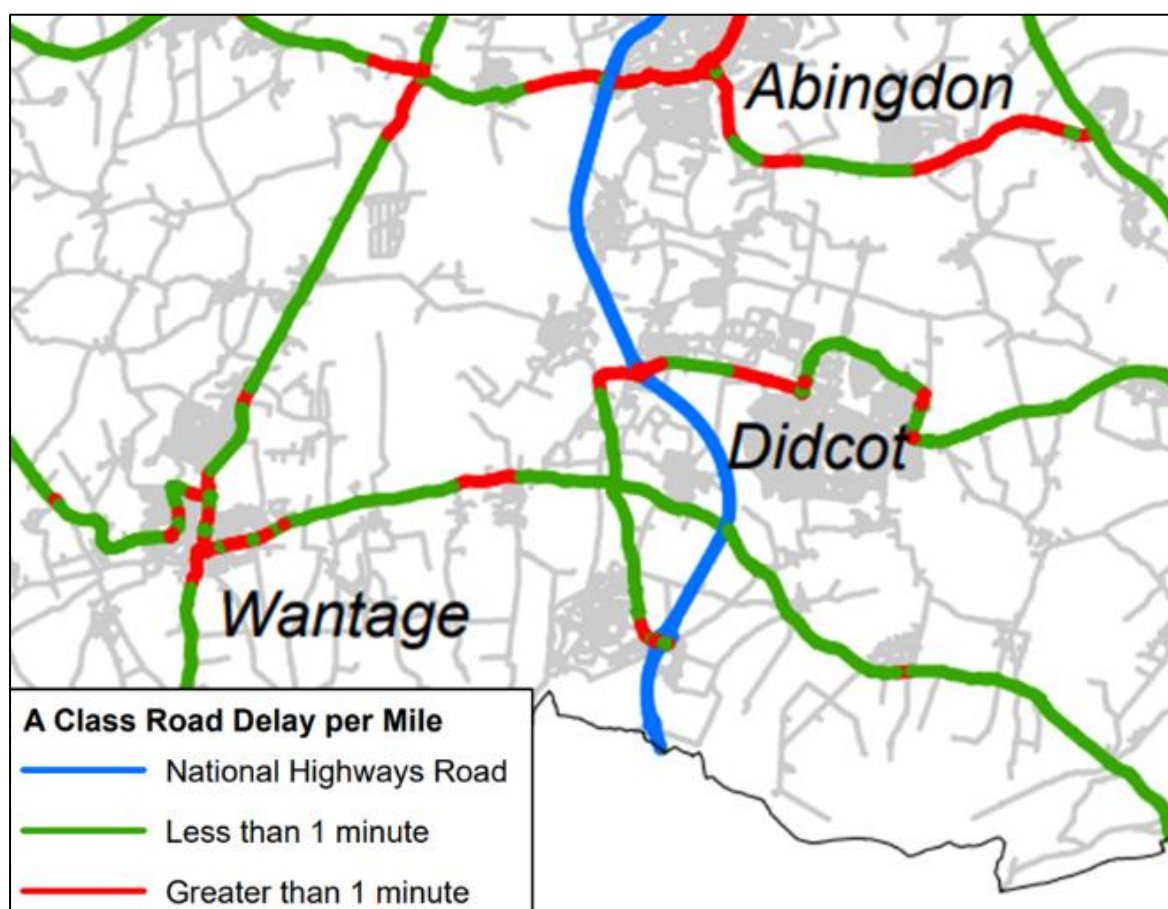 Abingdon
Didcot
Wantage
A Class Road Delay per Mile
National Highways Road
Less than 1 minute
Greater than 1 minute